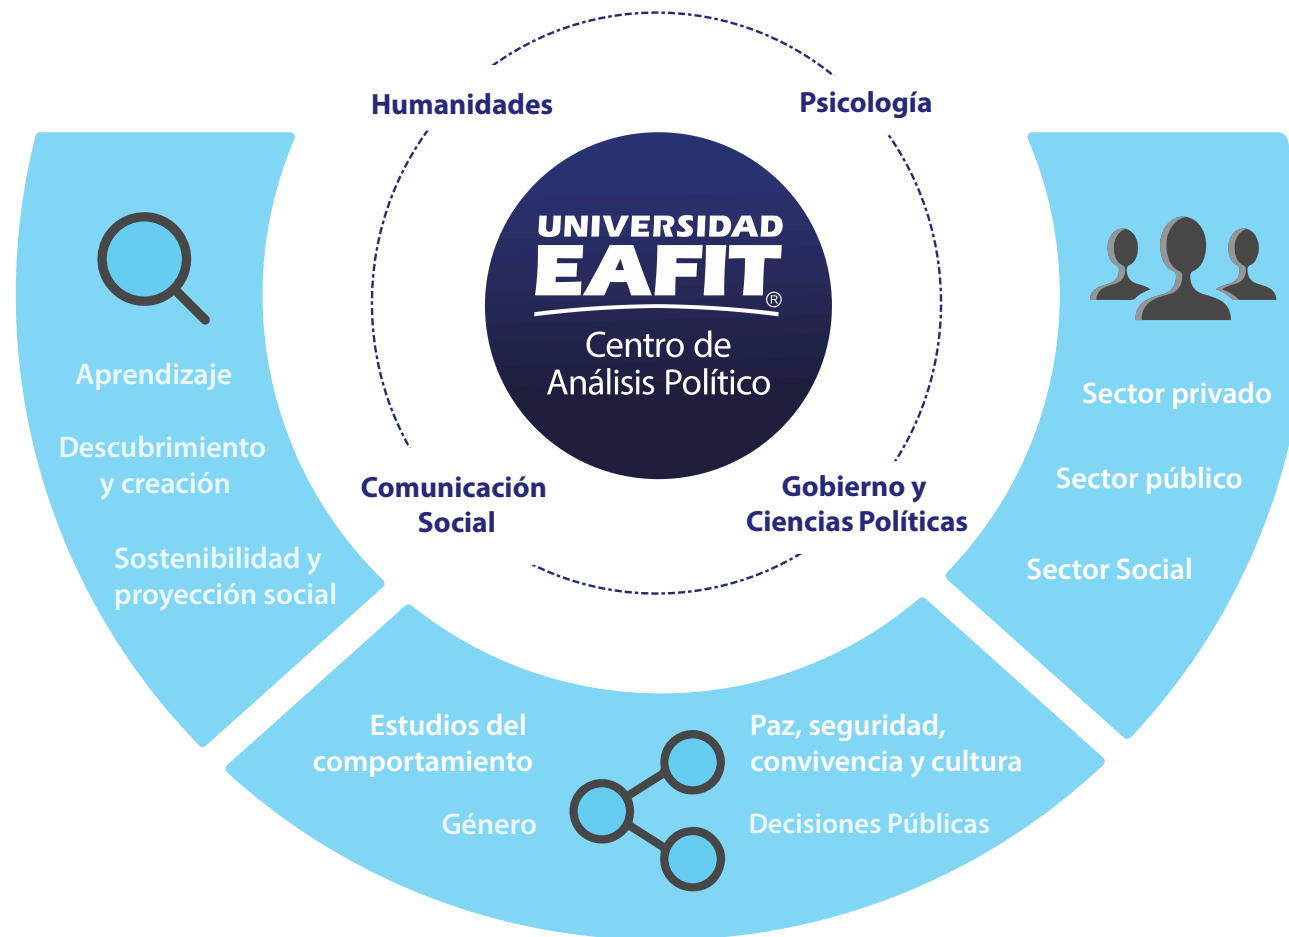 Humanidades
Psicología
UNIVERSIDAD
EAFIT®
Centro de
Análisis Político
Comunicación
Social
Gobierno y
Ciencias Políticas
Aprendizaje
Descubrimiento
y creación
Sostenibilidad y
proyección social
Estudios del
comportamiento
Género
Paz, seguridad,
convivencia y cultura
Decisiones Públicas
Sector privado
Sector público
Sector Social